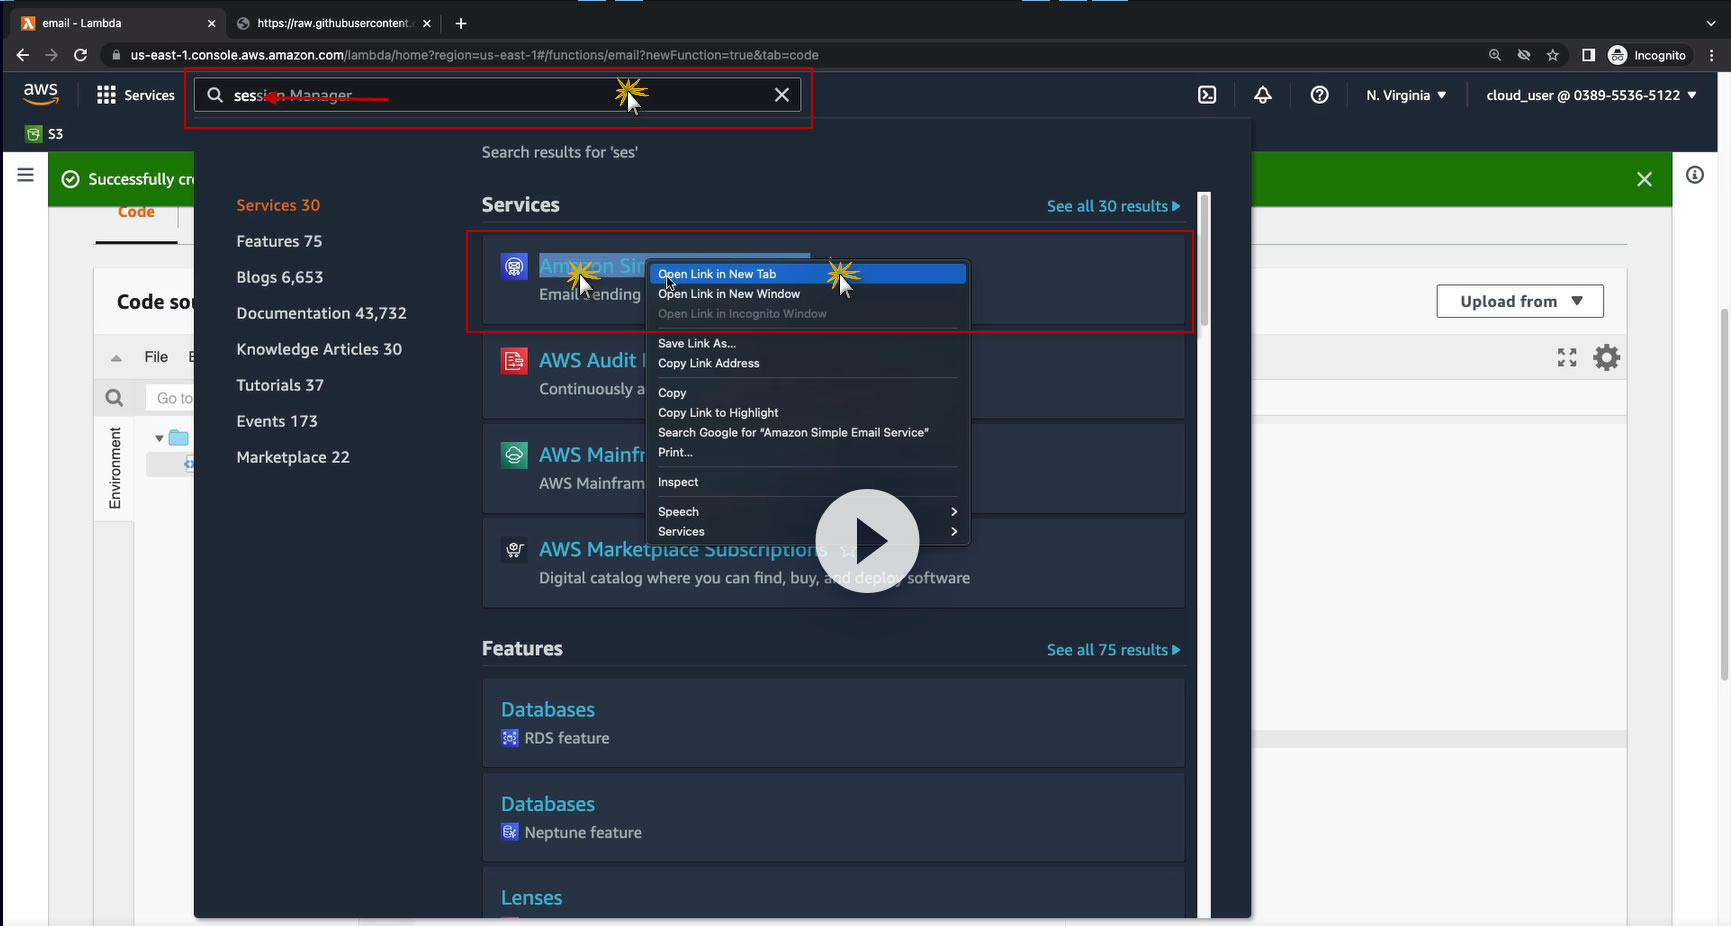 email - Lambda
https://raw.githubusercontent.c
us-east-1.console.aws.amazon.com/lambda/home?region=us-east-1#/functions/email?newFunction=true&tab=code
Incognito
aws
Services
session Manager
N. Virginia
cloud_user @ 0389-5536-5122
S3
Search results for 'ses'
Successfully cr
Code
Services 30
Features 75
Blogs 6,653
Documentation 43,732
Knowledge Articles 30
Tutorials 37
Events 173
Marketplace 22
Services
See all 30 results
Amazon Sim
Email sending
AWS Audit
Continuously a
AWS Mainfr
AWS Mainfram
AWS Marketplace Subscriptions
Digital catalog where you can find, buy, and deploy software
Open Link in New Tab
Open Link in New Window
Open Link in Incognito Window
Save Link As...
Copy Link Address
Copy
Copy Link to Highlight
Search Google for “Amazon Simple Email Service”
Print...
Inspect
Speech
Services
Features
See all 75 results
Databases
RDS feature
Databases
Neptune feature
Lenses
Code sou
Upload from
File
E
Go to
Environment